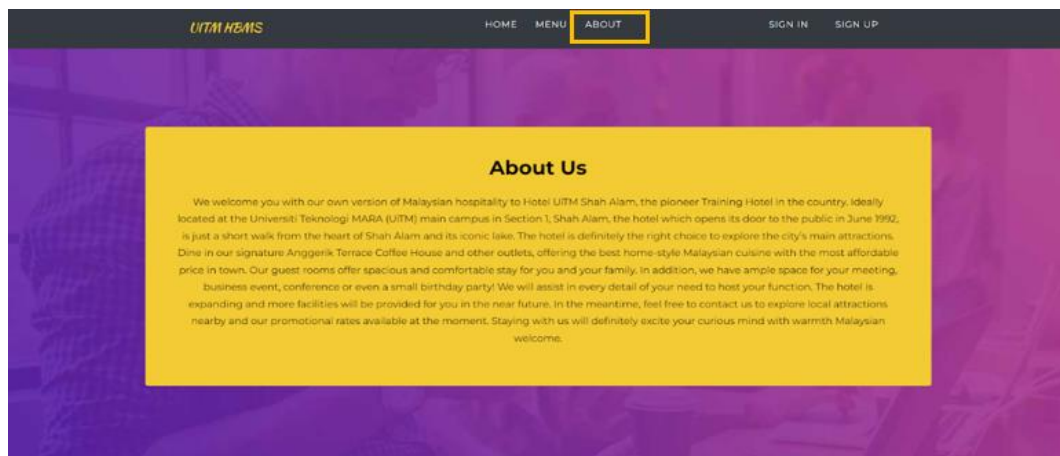 UITM HBMS HOME MENU ABOUT SIGN IN SIGN UP
About Us
We welcome you with our own version of Malaysian hospitality to Hotel UiTM Shah Alam, the pioneer Training Hotel in the country. Ideally
located at the Universiti Teknologi MARA (UiTM) main campus in Section 1, Shah Alam, the hotel which opens its door to the public in June 1992,
is just a short walk from the heart of Shah Alam and its iconic lake. The hotel is definitely the right choice to explore the city's main attractions.
Dine in our signature Anggerik Terrace Coffee House and other outlets, offering the best home-style Malaysian cuisine with the most affordable
price in town. Our guest rooms offer spacious and comfortable stay for you and your family. In addition, we have ample space for your meeting,
business event, conference or even a small birthday party! We will assist in every detail of your need to host your function. The hotel is
expanding and more facilities will be provided for you in the near future. In the meantime, feel free to contact us to explore local attractions
nearby and our promotional rates available at the moment. Staying with us will definitely excite your curious mind with warmth Malaysian
welcome.